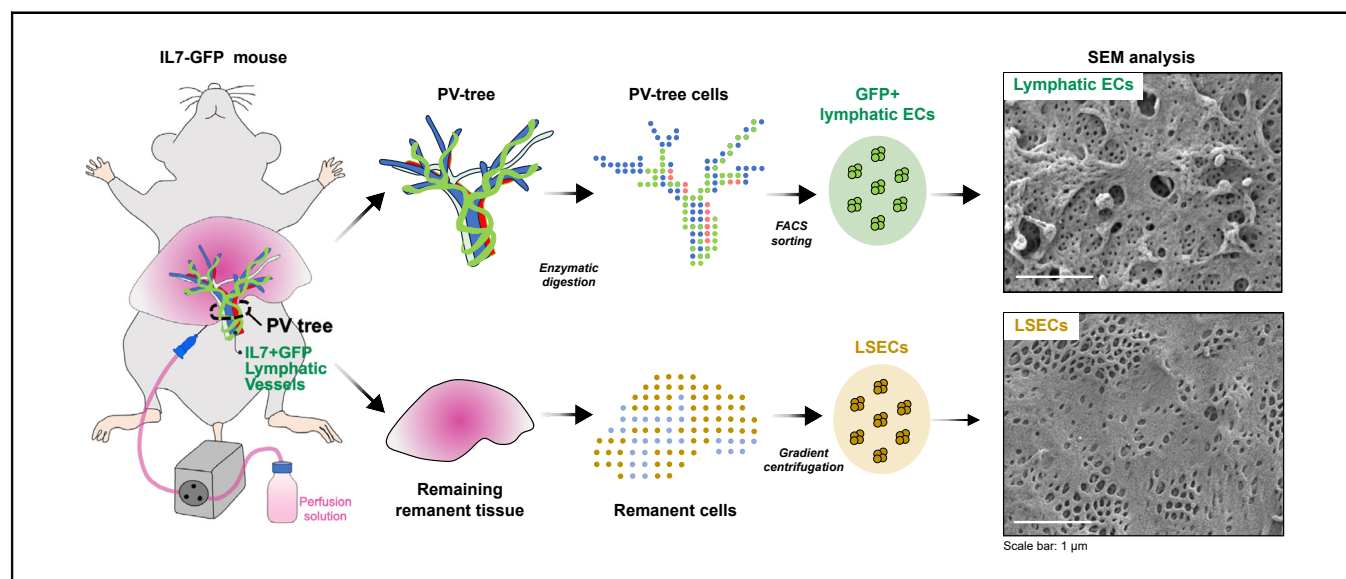 IL7-GFP mouse
PV tree
IL7+GFP
Lymphatic
Vessels
Perfusion
solution
PV-tree
Enzymatic
digestion
PV-tree cells
FACS
sorting
GFP+
lymphatic ECs
SEM analysis
Lymphatic ECs
Remaining
remanent tissue
Remanent cells
Gradient
centrifugation
LSECs
LSECs
Scale bar: 1 µm